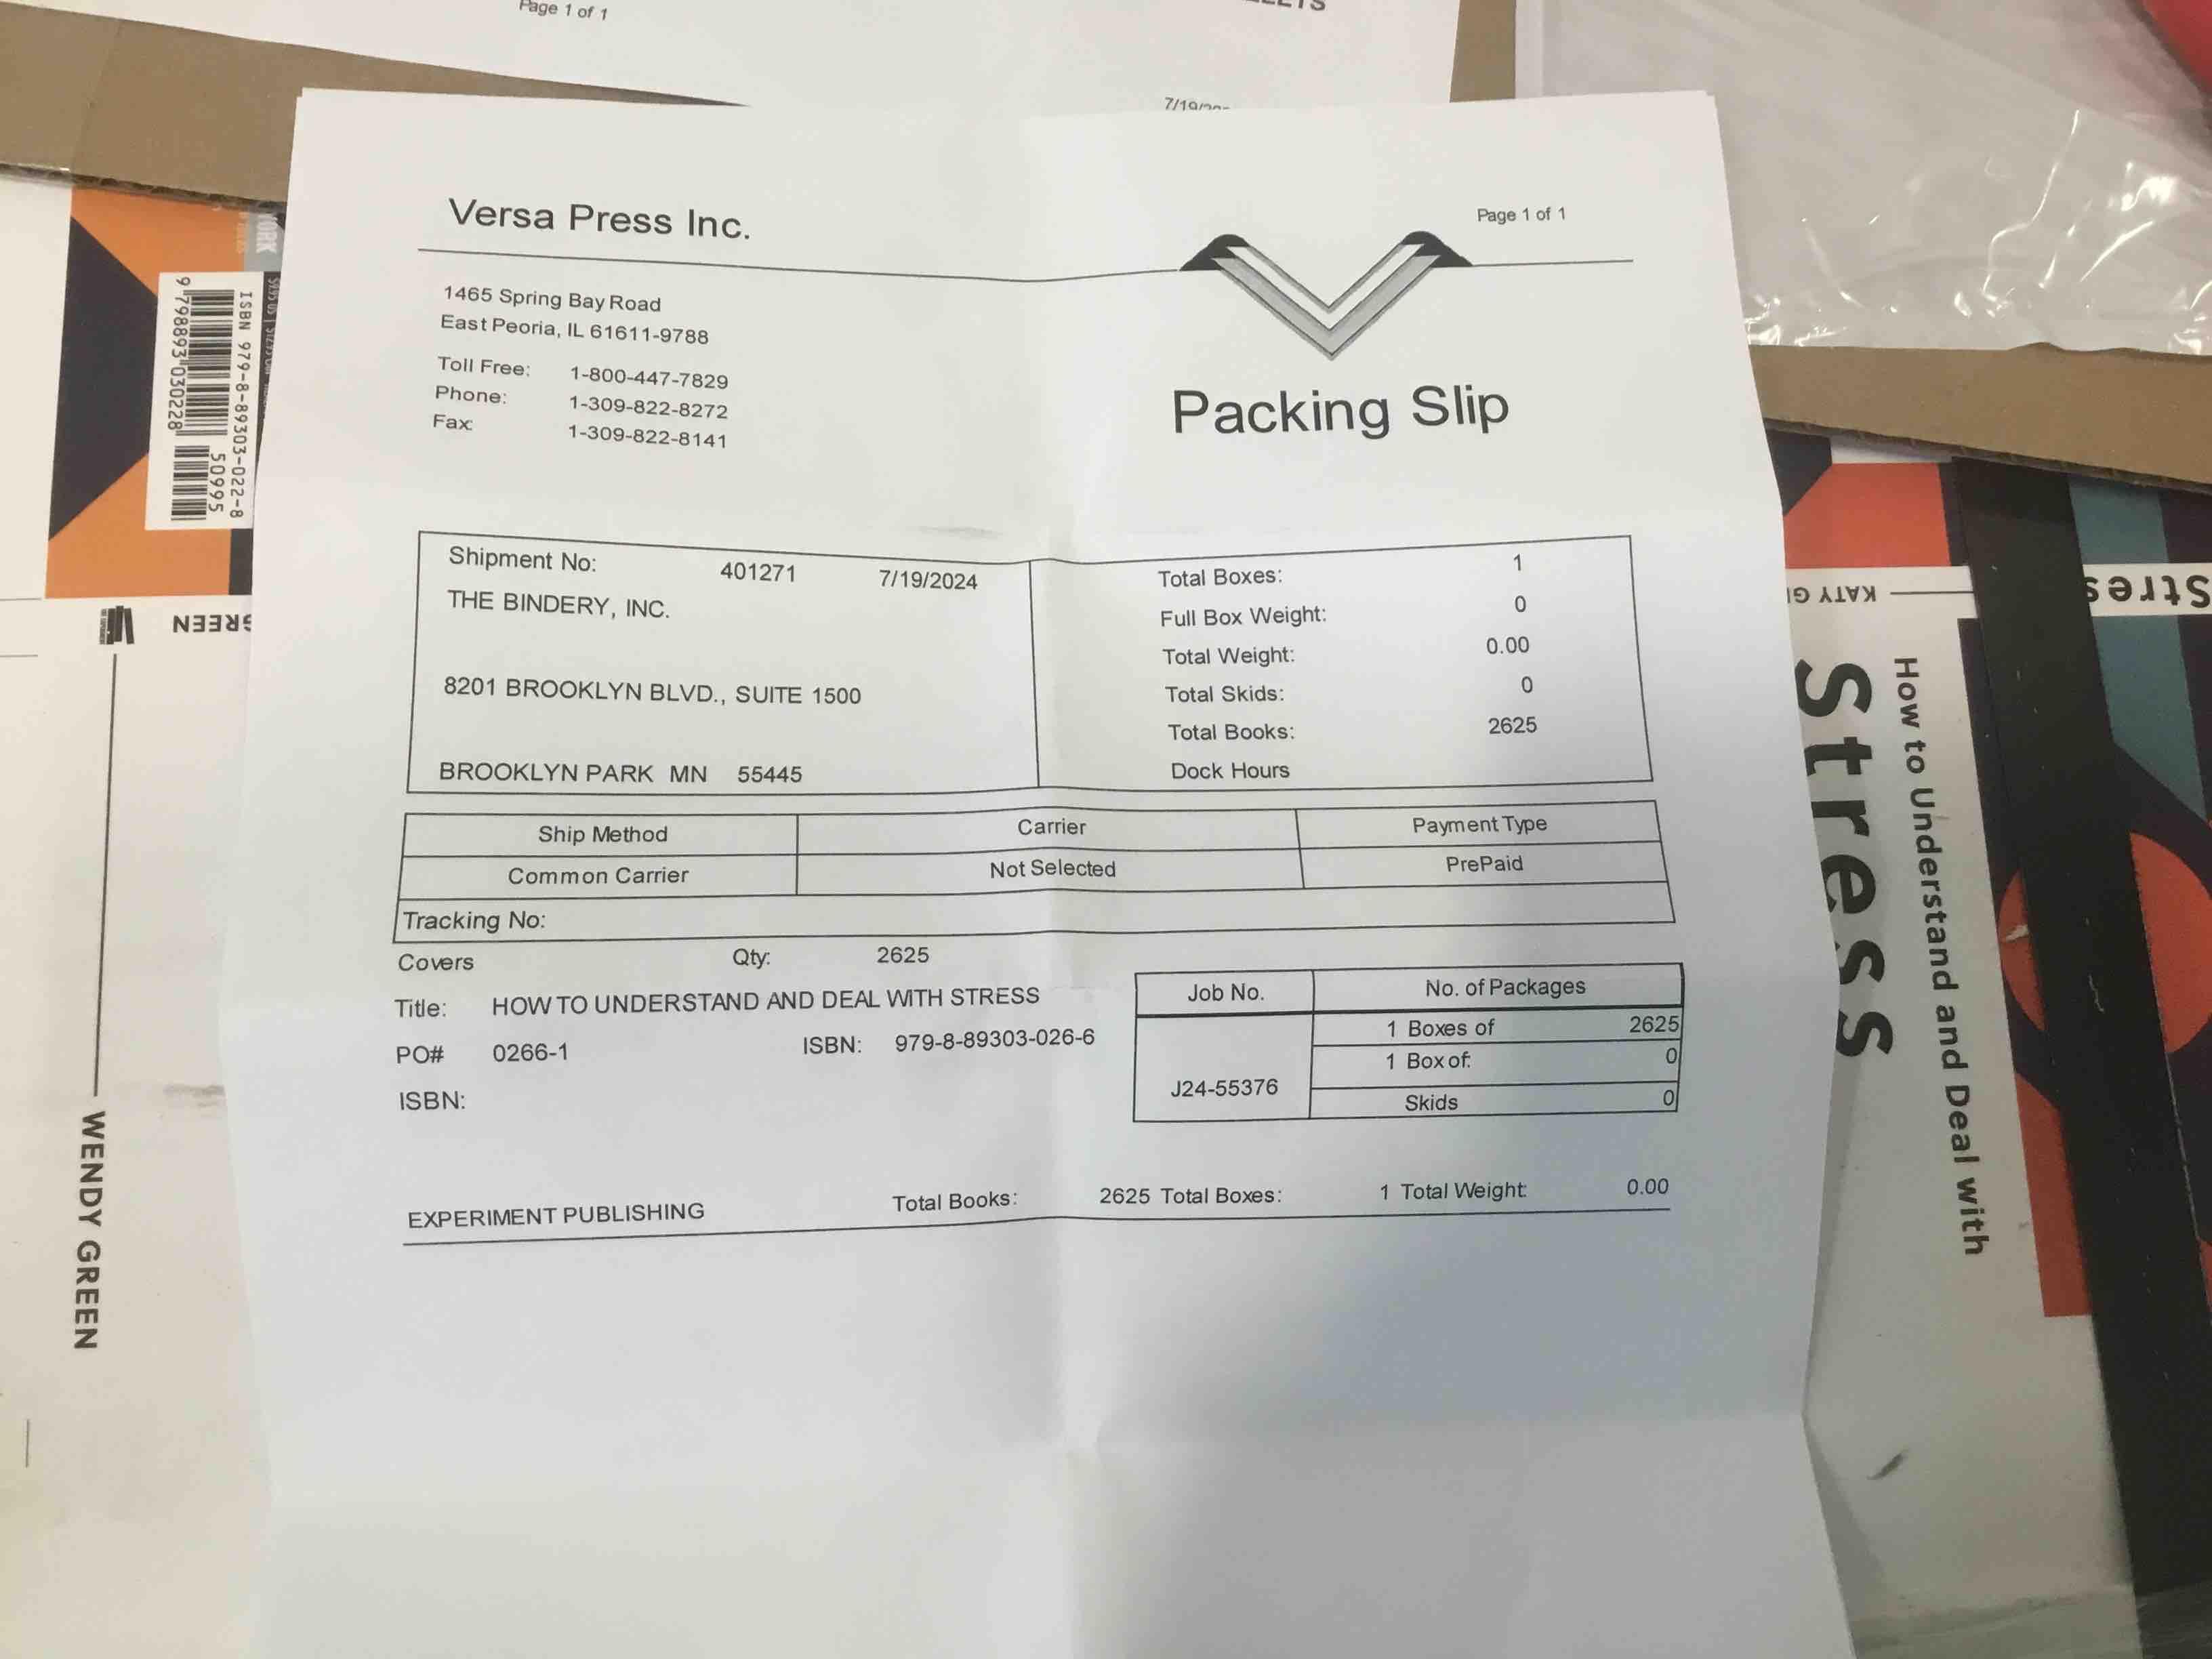 Page 1 of 1
7/19/
Versa Press Inc.
Page 1 of 1
1465 Spring Bay Road
East Peoria, IL 61611-9788
Toll Free: 1-800-447-7829
Phone: 1-309-822-8272
Fax: 1-309-822-8141
Packing Slip
Shipment No: 401271 7/19/2024
THE BINDERY, INC.
8201 BROOKLYN BLVD., SUITE 1500
BROOKLYN PARK MN 55445
Total Boxes: 1
Full Box Weight: 0
Total Weight: 0.00
Total Skids: 0
Total Books: 2625
Dock Hours
Ship Method Carrier Payment Type
Common Carrier Not Selected PrePaid
Tracking No:
Covers Qty: 2625
Title: HOW TO UNDERSTAND AND DEAL WITH STRESS
PO# 0266-1 ISBN: 979-8-89303-026-6
ISBN:
Job No. No. of Packages
J24-55376
1 Boxes of 2625
1 Box of: 0
Skids 0
EXPERIMENT PUBLISHING Total Books: 2625 Total Boxes: 1 Total Weight: 0.00
ISBN 979-8-89303-022-8
9 798893 030228
50995
GREEN
WENDY GREEN
KATY G
Stres
How to Understand and Deal with
Stress